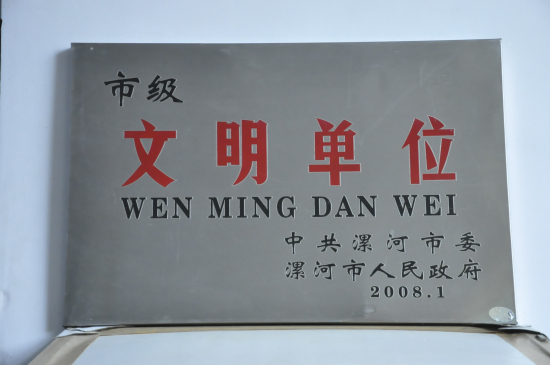 市级
文明单位
WEN MING DAN WEI
中共漯河市委
漯河市人民政府
2008.1